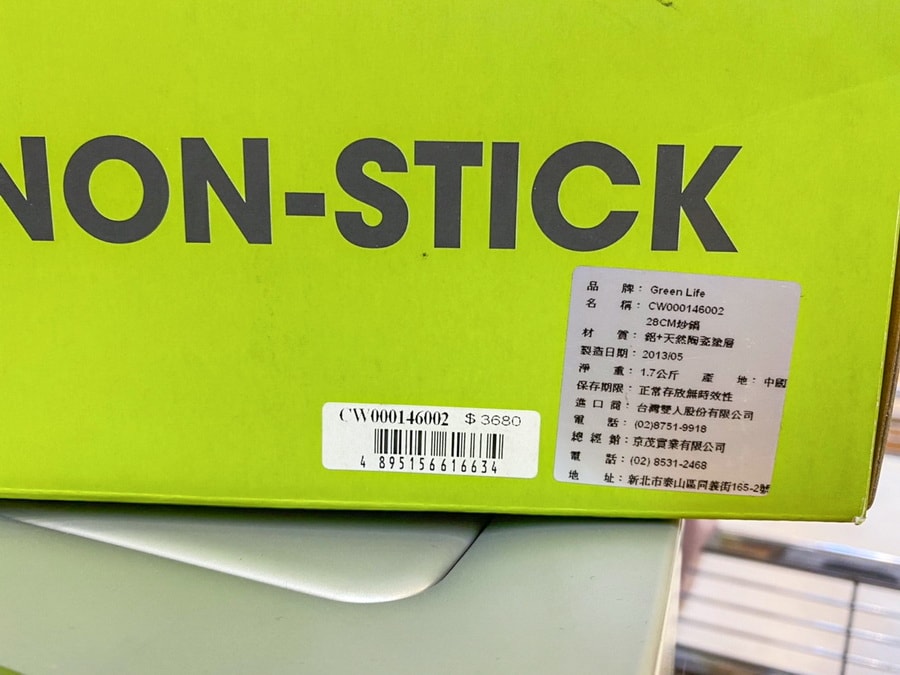 NON-STICK
品 牌：Green Life
名 稱：CW000146002
28CM炒鍋
材 質：鋁+天然陶瓷塗層
製造日期：2013/05
淨 重：1.7公斤 產 地：中國
保存期限：正常存放無時效性
進口商：台灣雙人股份有限公司
電 話：(02)8751-9918
總經銷：京茂實業有限公司
電 話：(02) 8531-2468
地 址：新北市泰山區同義街165-2號
CW000146002 $3680
4 895156616634